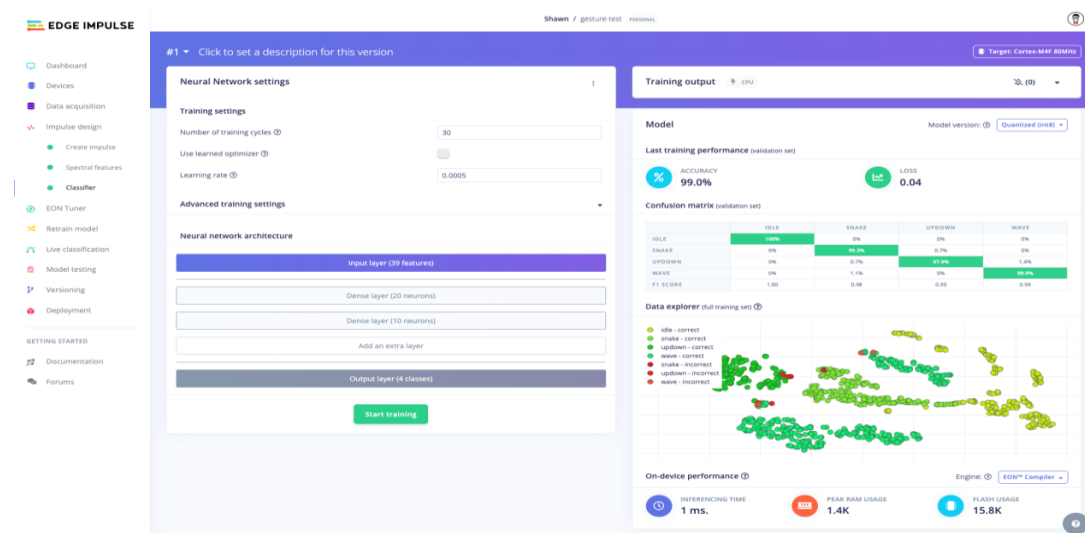 EDGE IMPULSE
Dashboard
Devices
Data acquisition
Impulse design
Create impulse
Spectral features
Classifier
EON Tuner
Retrain model
Live classification
Model testing
Versioning
Deployment
GETTING STARTED
Documentation
Forums
Shawn / gesture-test PERSONAL
#1 Click to set a description for this version
Target: Cortex-M4F 80MHz
Neural Network settings
Training settings
Number of training cycles 30
Use learned optimizer
Learning rate 0.0005
Advanced training settings
Neural network architecture
Input layer (39 features)
Dense layer (20 neurons)
Dense layer (10 neurons)
Add an extra layer
Output layer (4 classes)
Start training
Training output CPU
(0)
Model
Model version: Quantized (int8)
Last training performance (validation set)
ACCURACY
99.0%
LOSS
0.04
Confusion matrix (validation set)
IDLE SNAKE UPDOWN WAVE
IDLE 100% 0% 0% 0%
SNAKE 0% 99.3% 0.7% 0%
UPDOWN 0% 0.7% 97.9% 1.4%
WAVE 0% 1.1% 0% 98.9%
F1 SCORE 1.00 0.98 0.99 0.99
Data explorer (full training set)
idle - correct
snake - correct
updown - correct
wave - correct
snake - incorrect
updown - incorrect
wave - incorrect
On-device performance
Engine: EON™ Compiler
INFERENCING TIME
1 ms.
PEAK RAM USAGE
1.4K
FLASH USAGE
15.8K